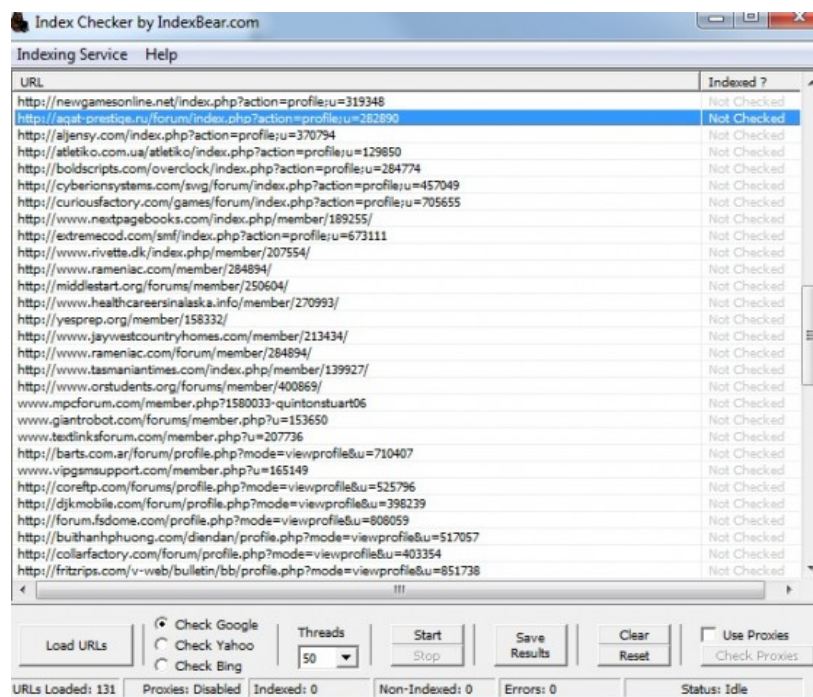 Index Checker by IndexBear.com
Indexing Service Help
URL Indexed ?
http://newgamesonline.net/index.php?action=profile;u=319348 Not Checked
http://aqat-prestige.ru/forum/index.php?action=profile;u=282890 Not Checked
http://aljensy.com/index.php?action=profile;u=370794 Not Checked
http://atletiko.com.ua/atletiko/index.php?action=profile;u=129850 Not Checked
http://boldscripts.com/overclock/index.php?action=profile;u=284774 Not Checked
http://cyberionsystems.com/swg/forum/index.php?action=profile;u=457049 Not Checked
http://curiousfactory.com/games/forum/index.php?action=profile;u=705655 Not Checked
http://www.nextpagebooks.com/index.php/member/189255/ Not Checked
http://extremecod.com/smf/index.php?action=profile;u=673111 Not Checked
http://www.rivette.dk/index.php/member/207554/ Not Checked
http://www.rameniac.com/member/284894/ Not Checked
http://middlestart.org/forums/member/250604/ Not Checked
http://www.healthcareersinalaska.info/member/270993/ Not Checked
http://yesprep.org/member/158332/ Not Checked
http://www.jaywestcountryhomes.com/member/213434/ Not Checked
http://www.rameniac.com/forum/member/284894/ Not Checked
http://www.tasmaniantimes.com/index.php/member/139927/ Not Checked
http://www.orstudents.org/forums/member/400869/ Not Checked
www.mpcforum.com/member.php?1580033-quintonstuart06 Not Checked
www.giantrobot.com/forums/member.php?u=153650 Not Checked
www.textlinksforum.com/member.php?u=207736 Not Checked
http://barts.com.ar/forum/profile.php?mode=viewprofile&u=710407 Not Checked
www.vipgsmsupport.com/member.php?u=165149 Not Checked
http://coreftp.com/forums/profile.php?mode=viewprofile&u=525796 Not Checked
http://djkmobile.com/forum/profile.php?mode=viewprofile&u=398239 Not Checked
http://forum.fsdome.com/profile.php?mode=viewprofile&u=808059 Not Checked
http://buithanhphuong.com/diendan/profile.php?mode=viewprofile&u=517057 Not Checked
http://collarfactory.com/forum/profile.php?mode=viewprofile&u=403354 Not Checked
http://fritzrips.com/v-web/bulletin/bb/profile.php?mode=viewprofile&u=851738 Not Checked
Load URLs
Check Google
Check Yahoo
Check Bing
Threads
50
Start
Stop
Save
Results
Clear
Reset
Use Proxies
Check Proxies
URLs Loaded: 131 Proxies: Disabled Indexed: 0 Non-Indexed: 0 Errors: 0 Status: Idle